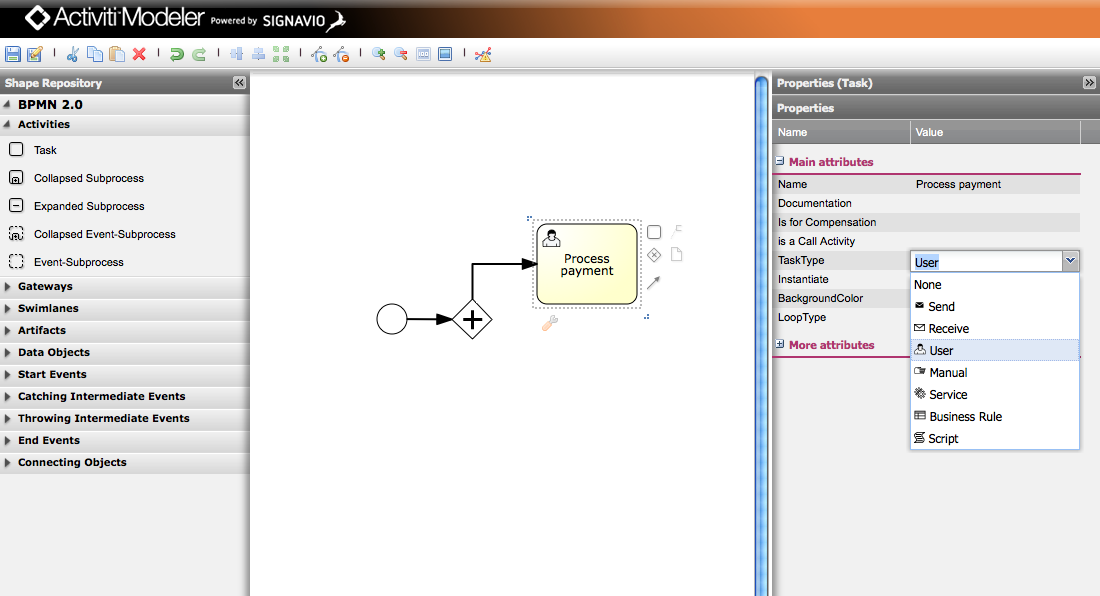 Activiti Modeler Powered by SIGNAVIO
Shape Repository
BPMN 2.0
Activities
Task
Collapsed Subprocess
Expanded Subprocess
Collapsed Event-Subprocess
Event-Subprocess
Gateways
Swimlanes
Artifacts
Data Objects
Start Events
Catching Intermediate Events
Throwing Intermediate Events
End Events
Connecting Objects
Process
payment
Properties (Task)
Properties
Name Value
Main attributes
Name Process payment
Documentation
Is for Compensation
is a Call Activity
TaskType User
Instantiate
BackgroundColor
LoopType
More attributes
None
Send
Receive
User
Manual
Service
Business Rule
Script